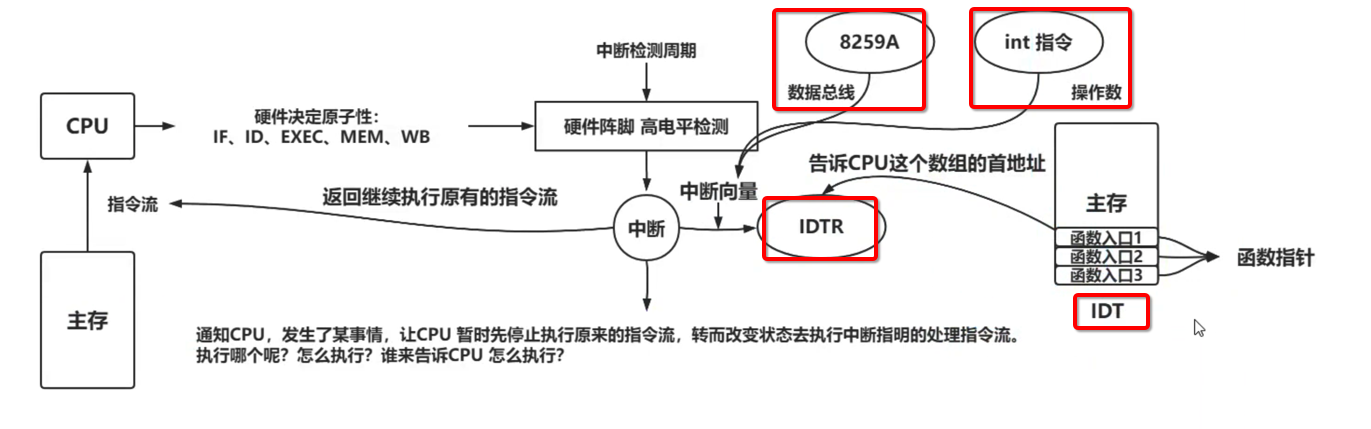 8259A
int 指令
中断检测周期
数据总线
操作数
CPU
硬件决定原子性：
IF、ID、EXEC、MEM、WB
硬件阵脚 高电平检测
告诉CPU这个数组的首地址
指令流
返回继续执行原有的指令流
中断向量
主存
中断
IDTR
函数入口1
函数入口2
函数入口3
函数指针
主存
IDT
通知CPU，发生了某事情，让CPU 暂时先停止执行原来的指令流，转而改变状态去执行中断指明的处理指令流。
执行哪个呢？怎么执行？谁来告诉CPU 怎么执行？